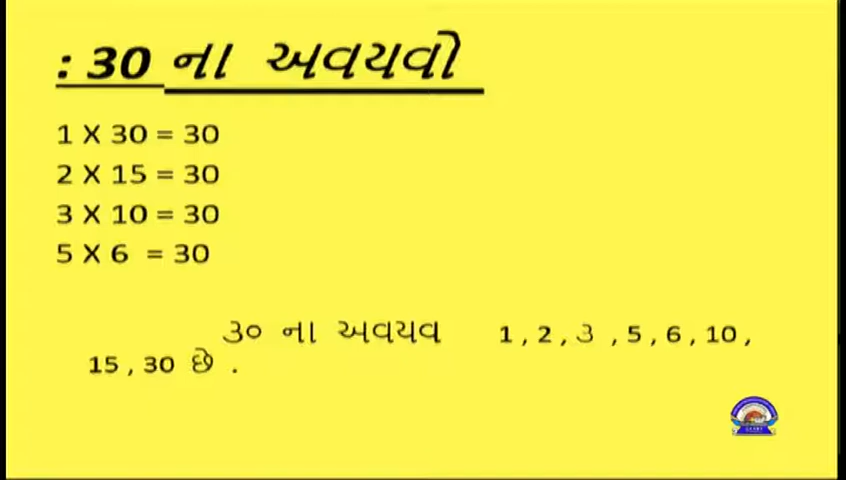 : 30 ના અવયવો
1 X 30 = 30
2 X 15 = 30
3 X 10 = 30
5 X 6 = 30
૩૦ ના અવયવ 1 , 2 , ૩ , 5 , 6 , 10 ,
15 , 30 છે .